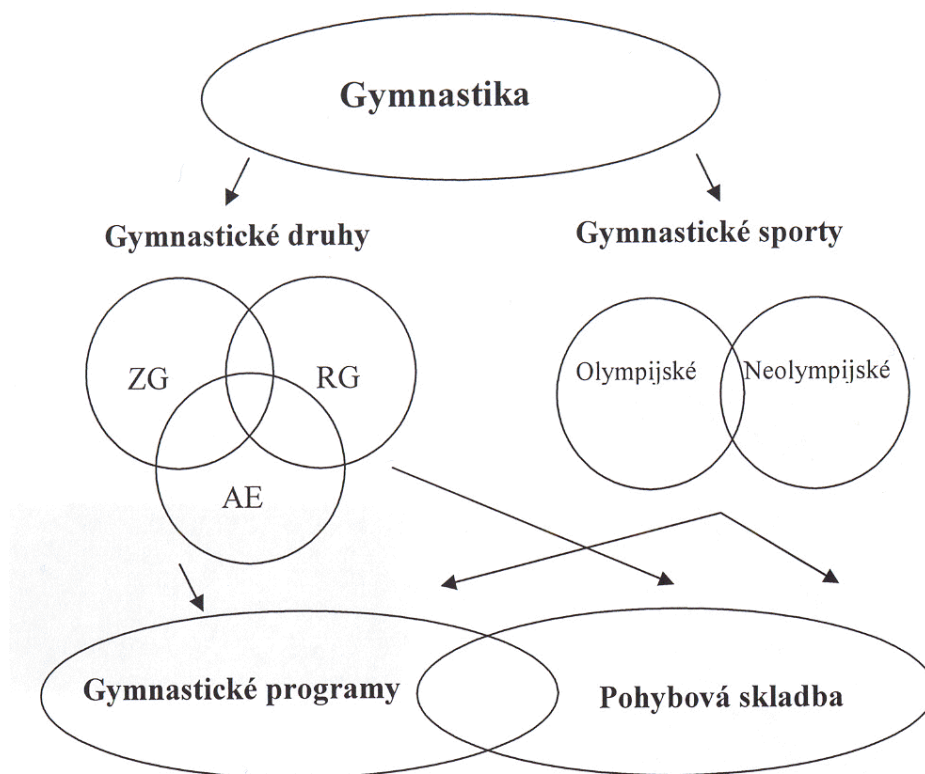 Gymnastika
Gymnastické druhy
Gymnastické sporty
ZG
RG
Olympijské
Neolympijské
AE
Gymnastické programy
Pohybová skladba